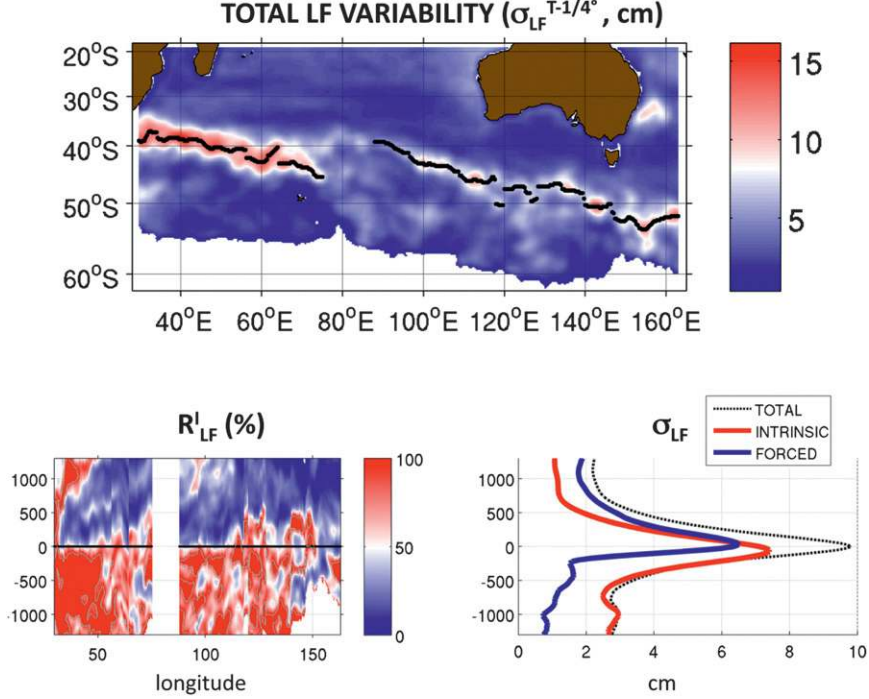 TOTAL LF VARIABILITY (σLF T-1/4°, cm)
20°S
30°S
40°S
50°S
60°S
40°E 60°E 80°E 100°E 120°E 140°E 160°E
15
10
5
R^I_LF (%)
1000
500
0
-500
-1000
50 100 150
longitude
100
50
0
σLF
TOTAL
INTRINSIC
FORCED
1000
500
0
-500
-1000
0 2 4 6 8 10
cm